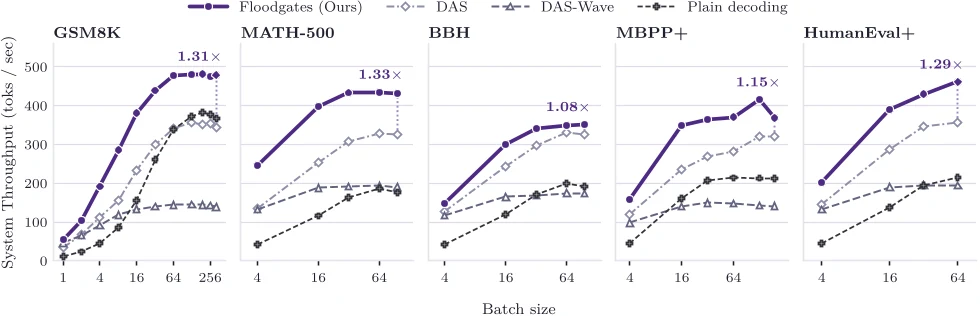 Floodgates (Ours) DAS DAS-Wave Plain decoding
GSM8K MATH-500 BBH MBPP+ HumanEval+
System Throughput (toks / sec)
500
400
300
200
100
0
1.31×
1.33×
1.08×
1.15×
1.29×
1 4 16 64 256
4 16 64
4 16 64
4 16 64
4 16 64
Batch size